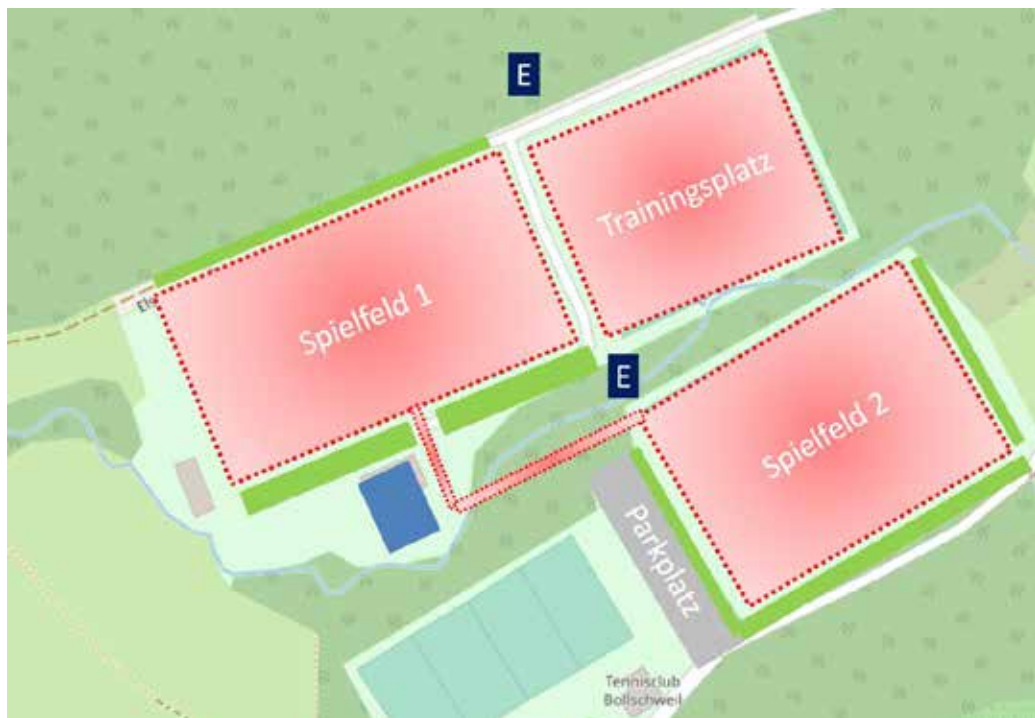 E
Trainingsplatz
Spielfeld 1
E
Spielfeld 2
Parkplatz
Tennisclub
Bollschweil